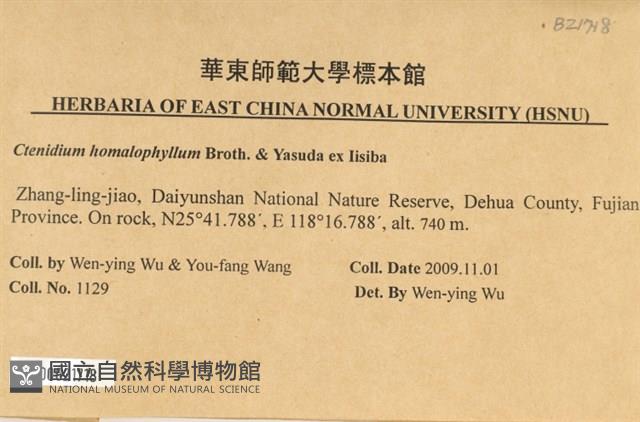 BZ1718
華東師範大學標本館
HERBARIA OF EAST CHINA NORMAL UNIVERSITY (HSNU)
Ctenidium homalophyllum Broth. & Yasuda ex Iisiba
Zhang-ling-jiao, Daiyunshan National Nature Reserve, Dehua County, Fujian
Province. On rock, N25°41.788′, E 118°16.788′, alt. 740 m.
Coll. by Wen-ying Wu & You-fang Wang
Coll. Date 2009.11.01
Coll. No. 1129
Det. By Wen-ying Wu
國立自然科學博物館
NATIONAL MUSEUM OF NATURAL SCIENCE